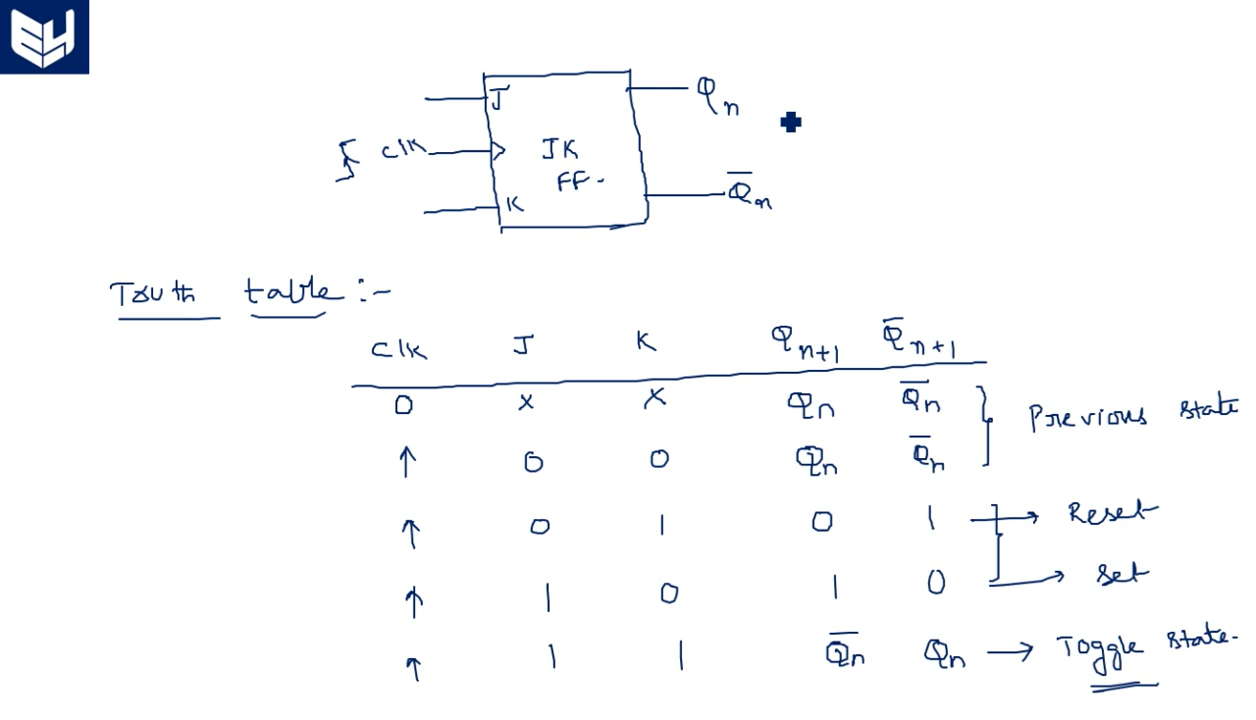 EY
J Qn
clk JK
FF.
K Q̅n
Truth table :-
clk J K Qn+1 Q̅n+1
0 x x Qn Q̅n Previous state
↑ 0 0 Qn Q̅n
↑ 0 1 0 1 → Reset
↑ 1 0 1 0 → set
↑ 1 1 Q̅n Qn → Toggle state.